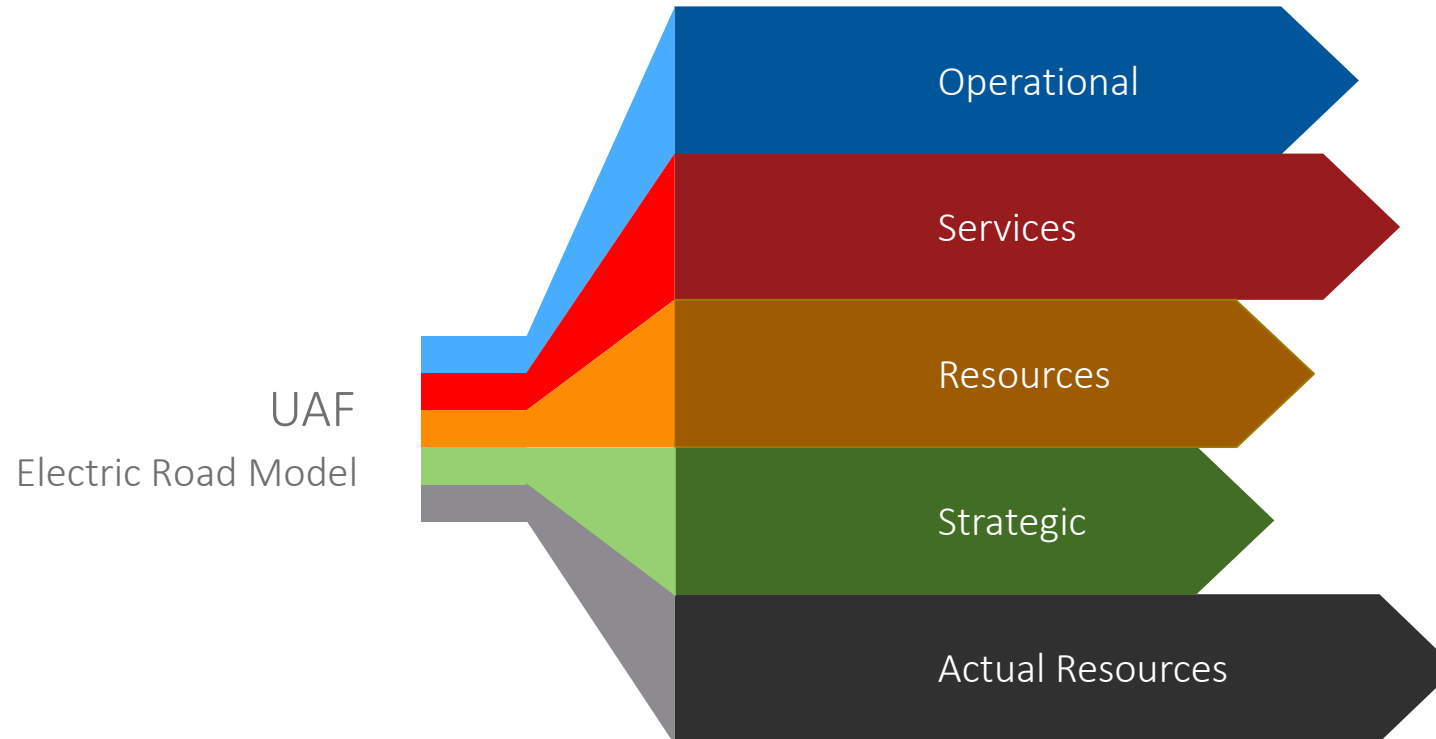 UAF
Electric Road Model
Operational
Services
Resources
Strategic
Actual Resources